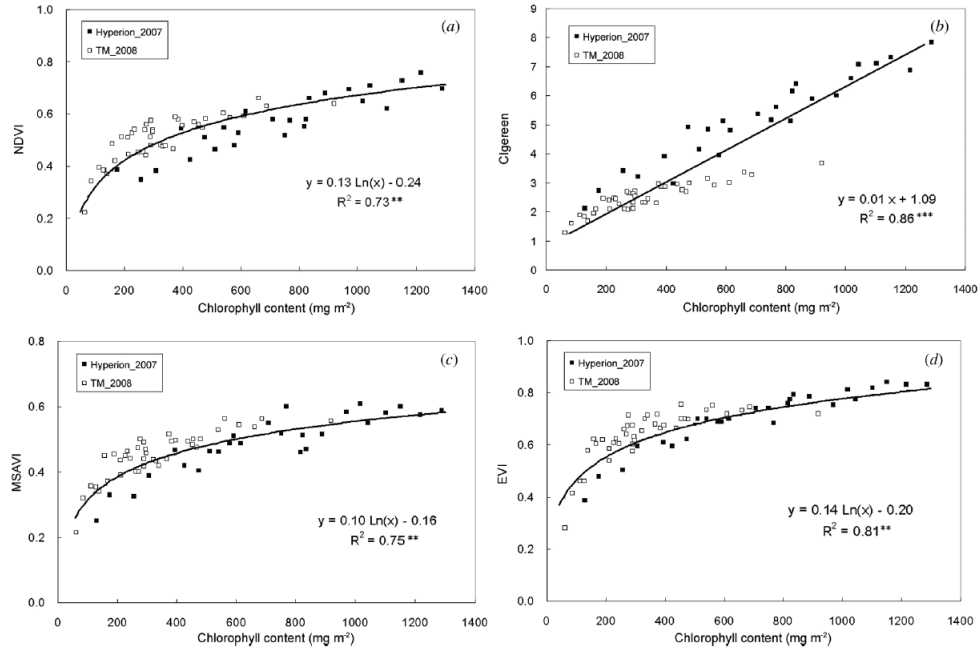 (a)
Hyperion_2007
TM_2008
1.0
0.8
0.6
0.4
0.2
0.0
NDVI
y = 0.13 Ln(x) - 0.24
R² = 0.73 **
0 200 400 600 800 1000 1200 1400
Chlorophyll content (mg m⁻²)
(b)
Hyperion_2007
TM_2008
9
8
7
6
5
4
3
2
1
0
CIgereen
y = 0.01 x + 1.09
R² = 0.86 ***
0 200 400 600 800 1000 1200 1400
Chlorophyll content (mg m⁻²)
(c)
Hyperion_2007
TM_2008
0.8
0.6
0.4
0.2
0.0
MSAVI
y = 0.10 Ln(x) - 0.16
R² = 0.75 **
0 200 400 600 800 1000 1200 1400
Chlorophyll content (mg m⁻²)
(d)
Hyperion_2007
TM_2008
1.0
0.8
0.6
0.4
0.2
0.0
EVI
y = 0.14 Ln(x) - 0.20
R² = 0.81 **
0 200 400 600 800 1000 1200 1400
Chlorophyll content (mg m⁻²)